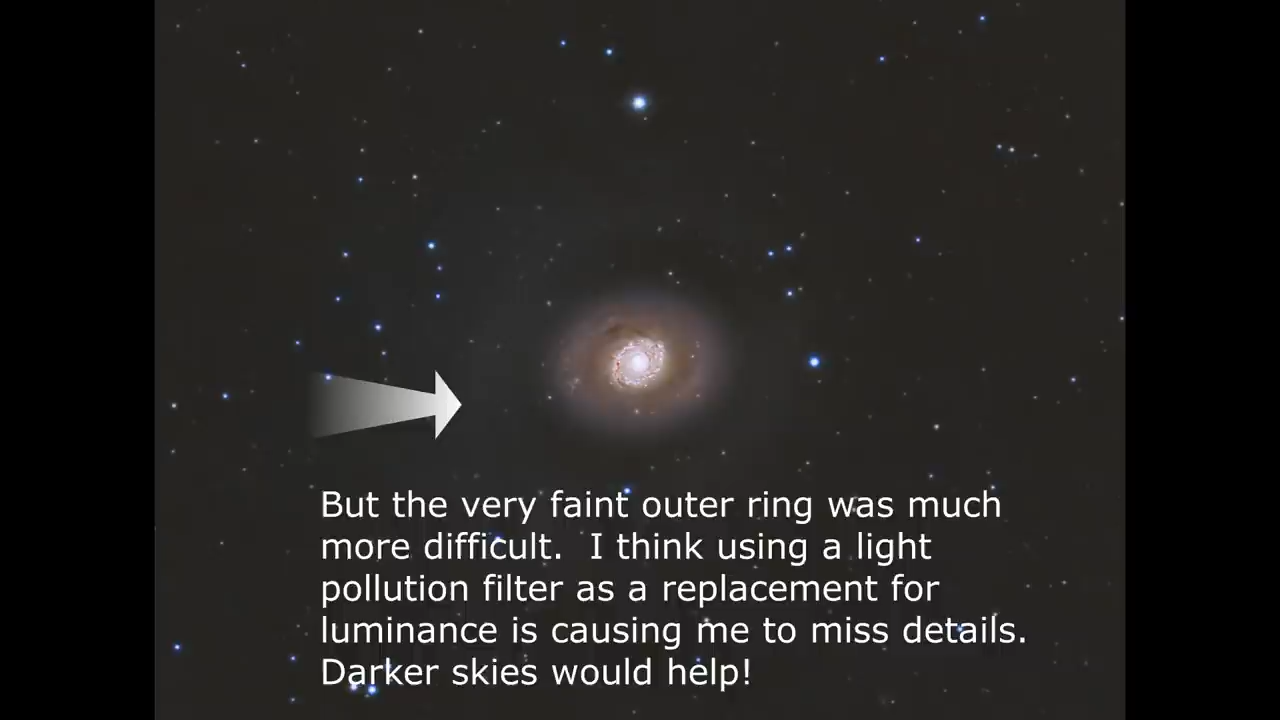 But the very faint outer ring was much
more difficult.  I think using a light
pollution filter as a replacement for
luminance is causing me to miss details.
Darker skies would help!